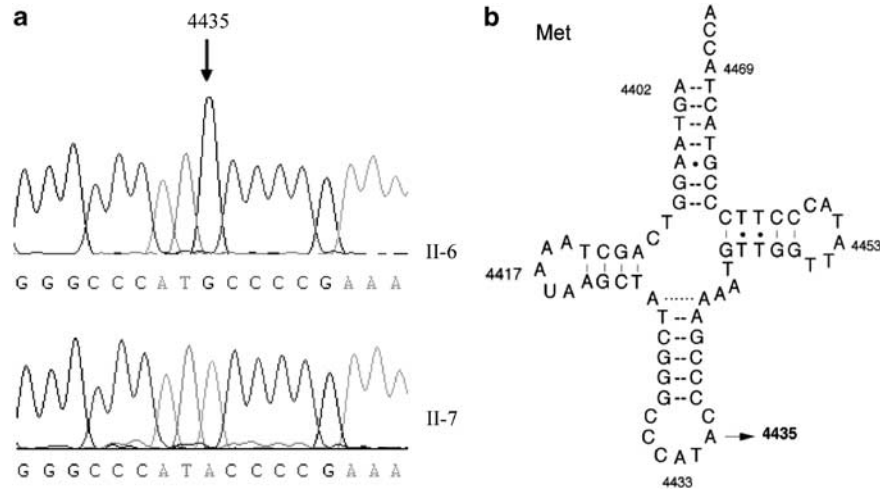 a
4435
II-6
G G G C C C A T G C C C C G A A A
II-7
G G G C C C A T A C C C C G A A A
b
Met
A
C
C
A
4402 4469
A T
G C
T A
A T
A G
G C
G C
T
C T T C C C A T A
4453
T T G G T T G
T A A
A A T C G A C
4417
A U A A G C T
A A
T A
C G
G C
G C
G C
C
C A 4435
C A T
4433